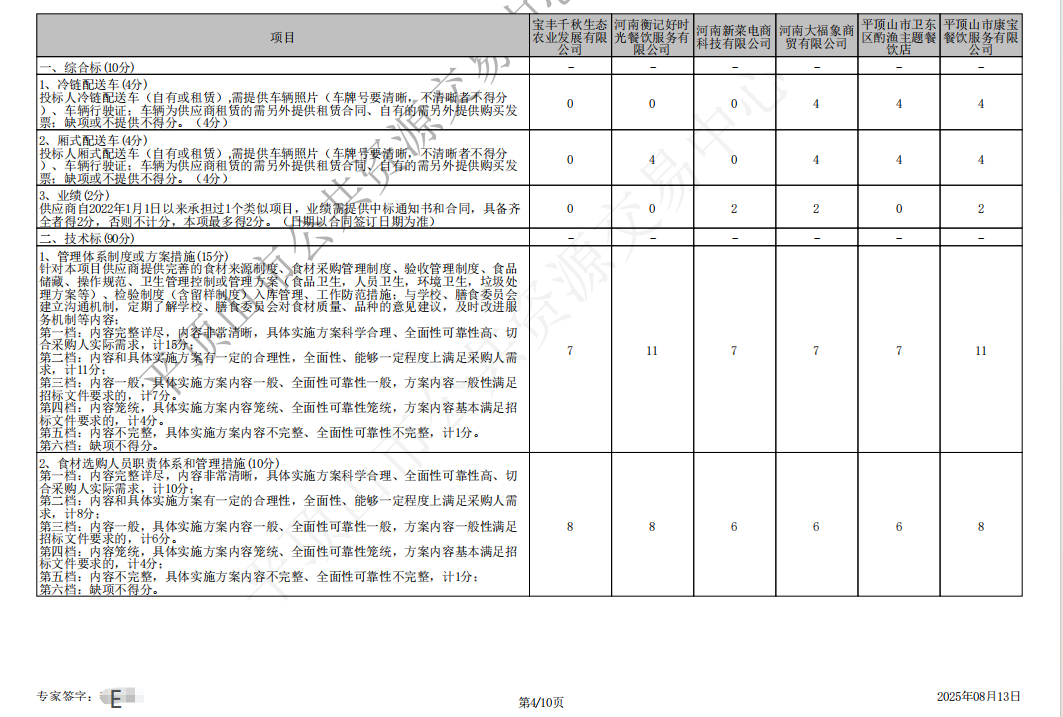 项目
宝丰千秋生态
农业发展有限
公司
河南衡记好时
光餐饮服务有
限公司
河南新菜电商
科技有限公司
河南大福象商
贸有限公司
平顶山市卫东
区酌渔主题餐
饮店
平顶山市康宝
餐饮服务有限
公司
一、综合标(10分) － － － － － －
1、冷链配送车(4分)
投标人冷链配送车（自有或租赁）,需提供车辆照片（车牌号要清晰，不清晰者不得分
）、车辆行驶证；车辆为供应商租赁的需另外提供租赁合同、自有的需另外提供购买发
票；缺项或不提供不得分。（4分）
0 0 0 4 4 4
2、厢式配送车(4分)
投标人厢式配送车（自有或租赁）,需提供车辆照片（车牌号要清晰，不清晰者不得分
）、车辆行驶证；车辆为供应商租赁的需另外提供租赁合同、自有的需另外提供购买发
票；缺项或不提供不得分。（4分）
0 4 0 4 4 4
3、业绩(2分)
供应商自2022年1月1日以来承担过1个类似项目，业绩需提供中标通知书和合同，具备齐
全者得2分，否则不计分，本项最多得2分。（日期以合同签订日期为准）
0 0 2 2 0 2
二、技术标(90分) － － － － － －
1、管理体系制度或方案措施(15分)
针对本项目供应商提供完善的食材来源制度、食材采购管理制度、验收管理制度、食品
储藏、操作规范、卫生管理控制或管理方案（食品卫生，人员卫生，环境卫生，垃圾处
理方案等）、检验制度（含留样制度）、入库管理、工作防范措施；与学校、膳食委员会
建立沟通机制，定期了解学校、膳食委员会对食材质量、品种的意见建议，及时改进服
务机制等内容；
第一档：内容完整详尽，内容非常清晰，具体实施方案科学合理、全面性可靠性高、切
合采购人实际需求，计15分；
第二档：内容和具体实施方案有一定的合理性，全面性、能够一定程度上满足采购人需
求，计11分；
第三档：内容一般，具体实施方案内容一般、全面性可靠性一般，方案内容一般性满足
招标文件要求的，计7分。
第四档：内容笼统，具体实施方案内容笼统、全面性可靠性笼统，方案内容基本满足招
标文件要求的，计4分。
第五档：内容不完整，具体实施方案内容不完整、全面性可靠性不完整，计1分。
第六档：缺项不得分。
7 11 7 7 7 11
2、食材选购人员职责体系和管理措施(10分)
第一档：内容完整详尽，内容非常清晰，具体实施方案科学合理、全面性可靠性高、切
合采购人实际需求，计10分；
第二档：内容和具体实施方案有一定的合理性，全面性、能够一定程度上满足采购人需
求，计8分；
第三档：内容一般，具体实施方案内容一般、全面性可靠性一般，方案内容一般性满足
招标文件要求的，计6分。
第四档：内容笼统，具体实施方案内容笼统、全面性可靠性笼统，方案内容基本满足招
标文件要求的，计4分；
第五档：内容不完整，具体实施方案内容不完整、全面性可靠性不完整，计1分；
第六档：缺项不得分。
8 8 6 6 6 8
平顶山市公共资源交易中心
平顶山市公共资源交易中心
专家签字： E
第4/10页
2025年08月13日